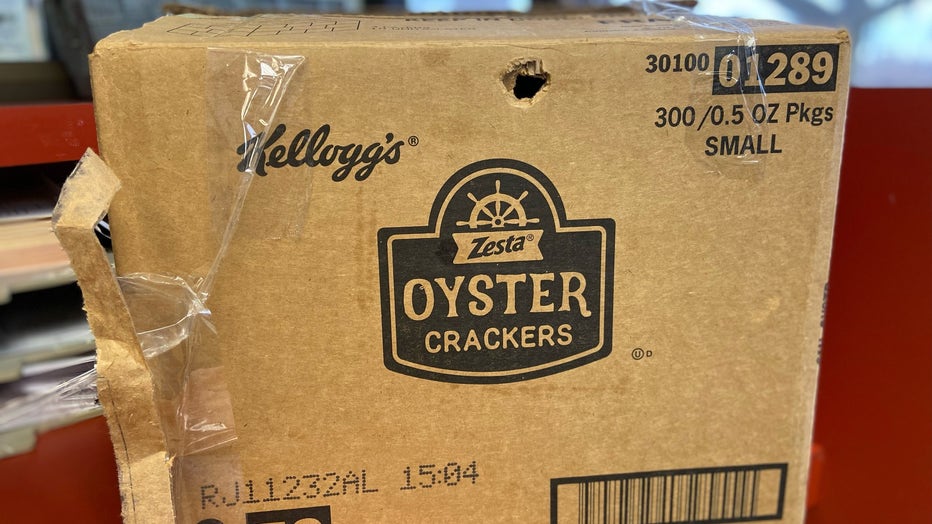 30100 01289
300 /0.5 OZ Pkgs
SMALL
Kellogg's®
Zesta®
OYSTER
CRACKERS
U D
RJ11232AL 15:04